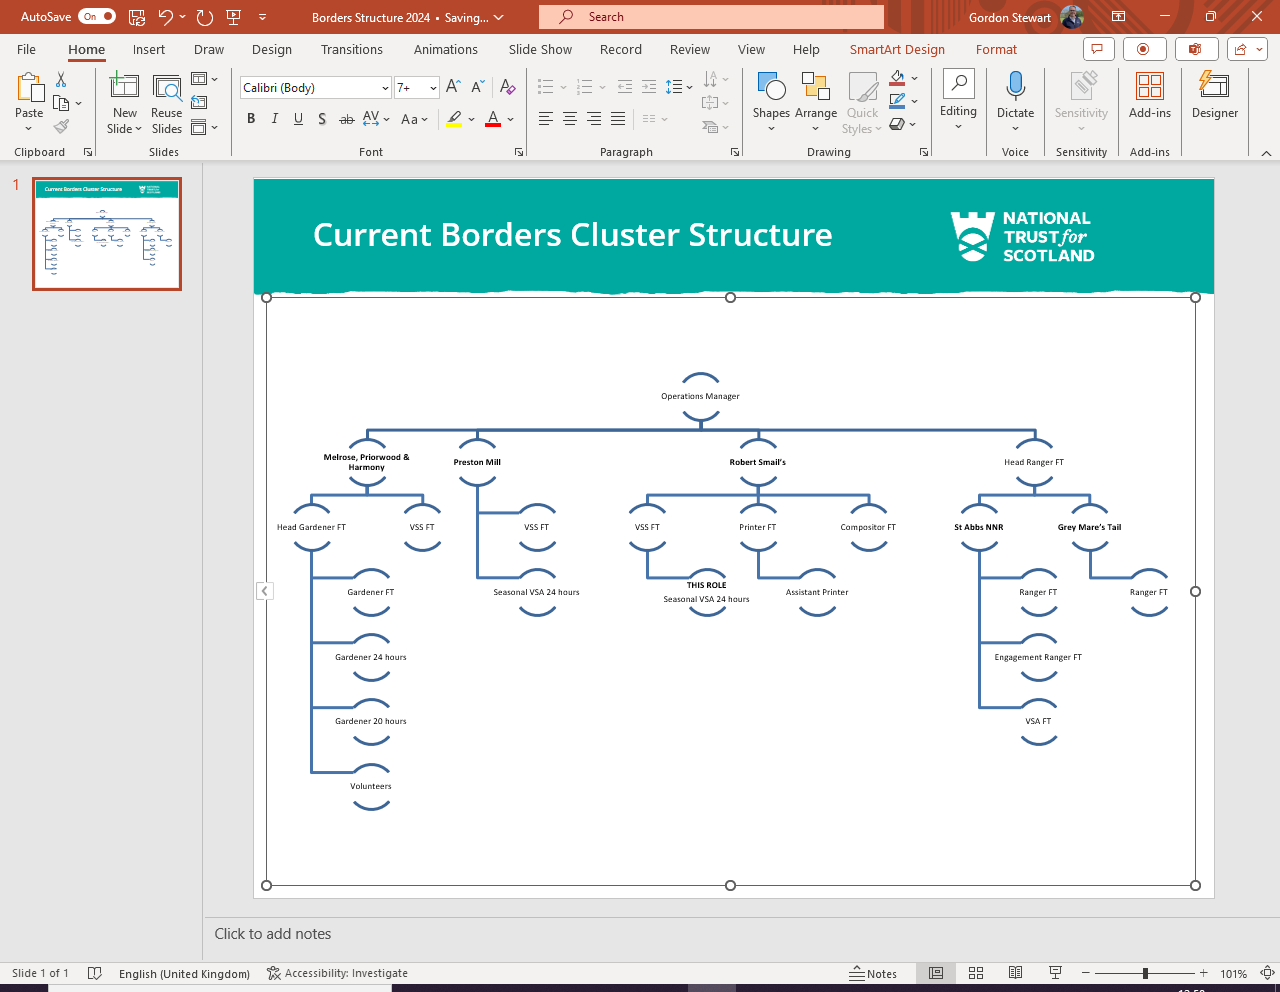 AutoSave On
Borders Structure 2024 • Saving...
Search
Gordon Stewart
File Home Insert Draw Design Transitions Animations Slide Show Record Review View Help SmartArt Design Format
Calibri (Body) 7+
Paste
New Slide
Reuse Slides
B I U S ab AV Aa A
Shapes Arrange Quick Styles
Editing
Dictate
Sensitivity
Add-ins
Designer
Clipboard Slides Font Paragraph Drawing Voice Sensitivity Add-ins
1
Current Borders Cluster Structure
NATIONAL
TRUST for
SCOTLAND
Operations Manager
Melrose, Priorwood &
Harmony
Preston Mill
Robert Smail's
Head Ranger FT
Head Gardener FT
VSS FT
VSS FT
VSS FT
Printer FT
Compositor FT
St Abbs NNR
Grey Mare's Tail
Gardener FT
Seasonal VSA 24 hours
THIS ROLE
Seasonal VSA 24 hours
Assistant Printer
Ranger FT
Ranger FT
Gardener 24 hours
Engagement Ranger FT
Gardener 20 hours
VSA FT
Volunteers
Click to add notes
Slide 1 of 1
English (United Kingdom)
Accessibility: Investigate
Notes
101%